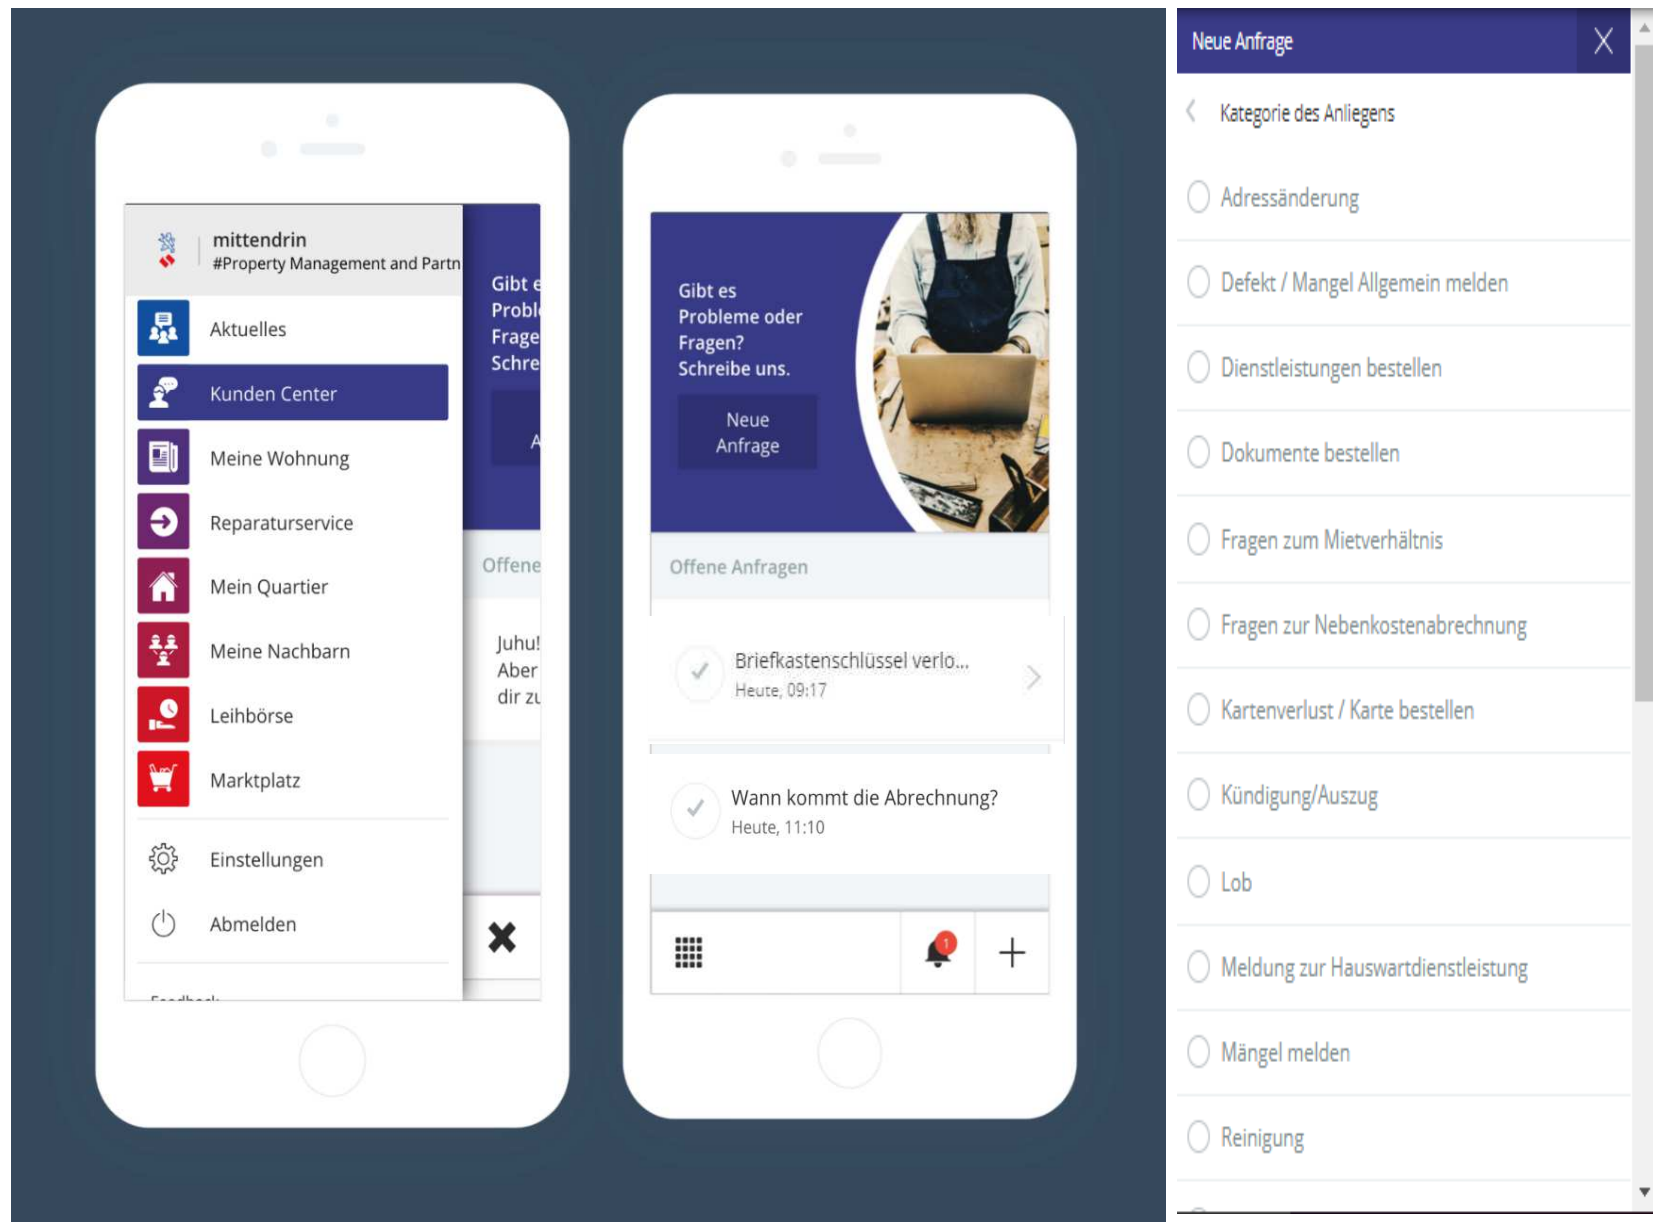 mittendrin
#Property Management and Partn
Aktuelles
Kunden Center
Meine Wohnung
Reparaturservice
Mein Quartier
Meine Nachbarn
Leihbörse
Marktplatz
Einstellungen
Abmelden
Feedback
Gibt e
Probl
Frage
Schre
A
Offene
Juhu!
Aber
dir zu
Gibt es
Probleme oder
Fragen?
Schreibe uns.
Neue
Anfrage
Offene Anfragen
Briefkastenschlüssel verlo...
Heute, 09:17
Wann kommt die Abrechnung?
Heute, 11:10
1
Neue Anfrage
Kategorie des Anliegens
Adressänderung
Defekt / Mangel Allgemein melden
Dienstleistungen bestellen
Dokumente bestellen
Fragen zum Mietverhältnis
Fragen zur Nebenkostenabrechnung
Kartenverlust / Karte bestellen
Kündigung/Auszug
Lob
Meldung zur Hauswartdienstleistung
Mängel melden
Reinigung